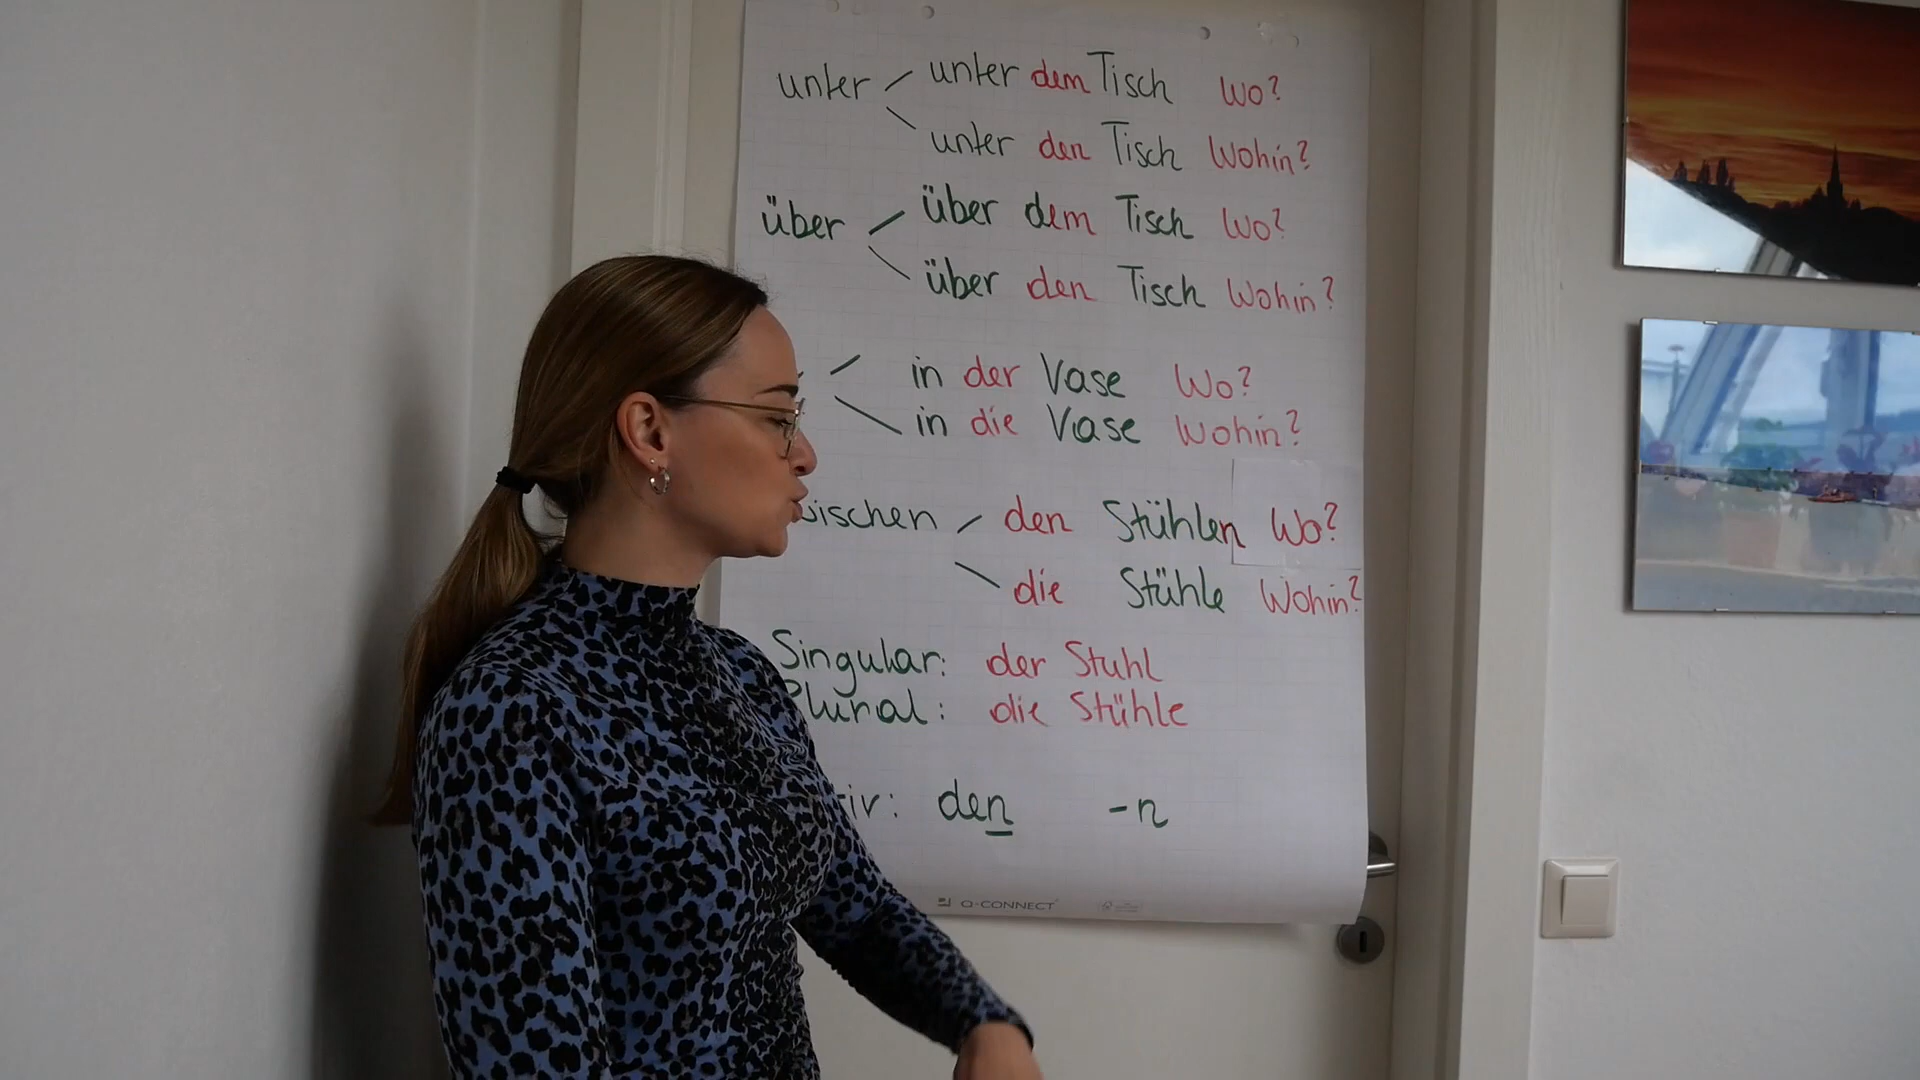 unter unter dem Tisch Wo?
unter den Tisch Wohin?
über über dem Tisch Wo?
über den Tisch Wohin?
in der Vase Wo?
in die Vase Wohin?
den Stühlen Wo?
die Stühle Wohin?
Singular: der Stuhl
Plural: die Stühle
den -n
Q-CONNECT